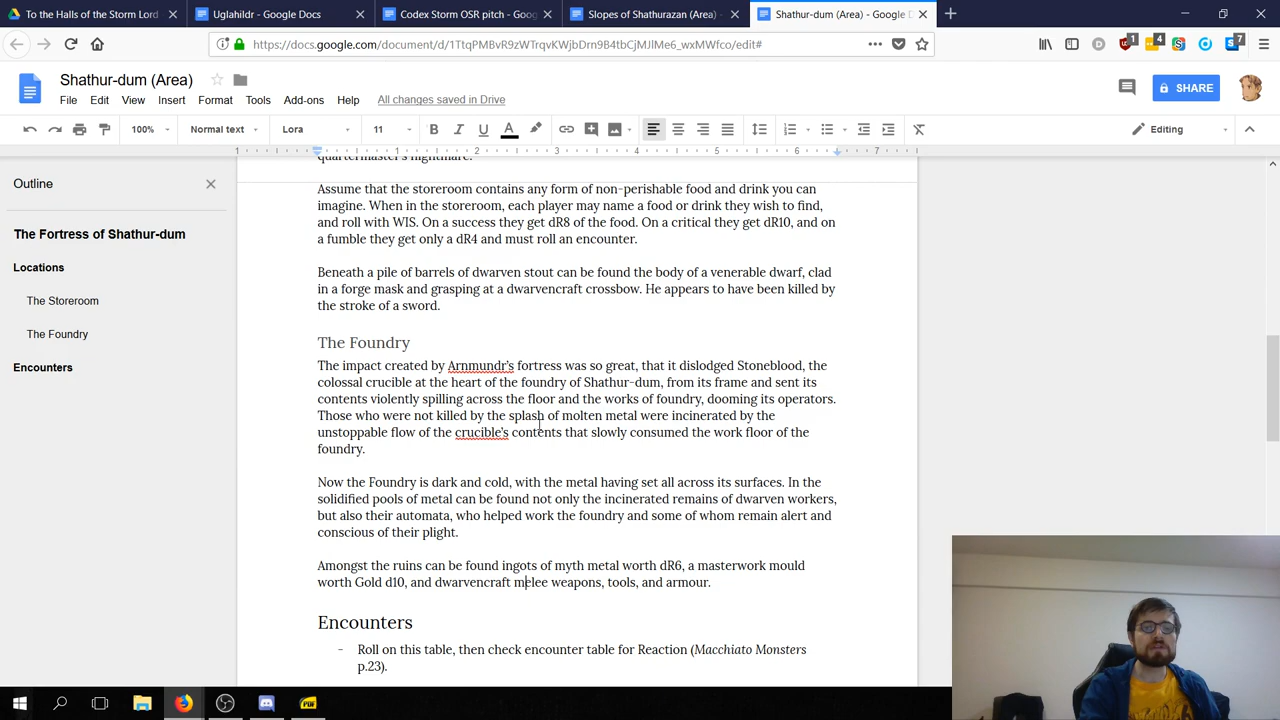 To the Halls of the Storm Lord
Uglahildr - Google Docs
Codex Storm OSR pitch - Goog
Slopes of Shathurazan (Area) -
Shathur-dum (Area) - Google D
https://docs.google.com/document/d/1TtqPMBvR9zWTrqvKWjbDrn9B4tbCjMJlMe6_wxMWfco/edit#
1
4
7
Shathur-dum (Area)
File Edit View Insert Format Tools Add-ons Help All changes saved in Drive
SHARE
100% Normal text Lora 11 B I U A Editing
1 1 2 3 4 5 6 7
Outline
The Fortress of Shathur-dum
Locations
The Storeroom
The Foundry
Encounters
quartermaster's nightmare.
Assume that the storeroom contains any form of non-perishable food and drink you can
imagine. When in the storeroom, each player may name a food or drink they wish to find,
and roll with WIS. On a success they get dR8 of the food. On a critical they get dR10, and on
a fumble they get only a dR4 and must roll an encounter.
Beneath a pile of barrels of dwarven stout can be found the body of a venerable dwarf, clad
in a forge mask and grasping at a dwarvencraft crossbow. He appears to have been killed by
the stroke of a sword.
The Foundry
The impact created by Arnmundr's fortress was so great, that it dislodged Stoneblood, the
colossal crucible at the heart of the foundry of Shathur-dum, from its frame and sent its
contents violently spilling across the floor and the works of foundry, dooming its operators.
Those who were not killed by the splash of molten metal were incinerated by the
unstoppable flow of the crucible's contents that slowly consumed the work floor of the
foundry.
Now the Foundry is dark and cold, with the metal having set all across its surfaces. In the
solidified pools of metal can be found not only the incinerated remains of dwarven workers,
but also their automata, who helped work the foundry and some of whom remain alert and
conscious of their plight.
Amongst the ruins can be found ingots of myth metal worth dR6, a masterwork mould
worth Gold d10, and dwarvencraft melee weapons, tools, and armour.
Encounters
- Roll on this table, then check encounter table for Reaction (Macchiato Monsters
p.23).
PDF